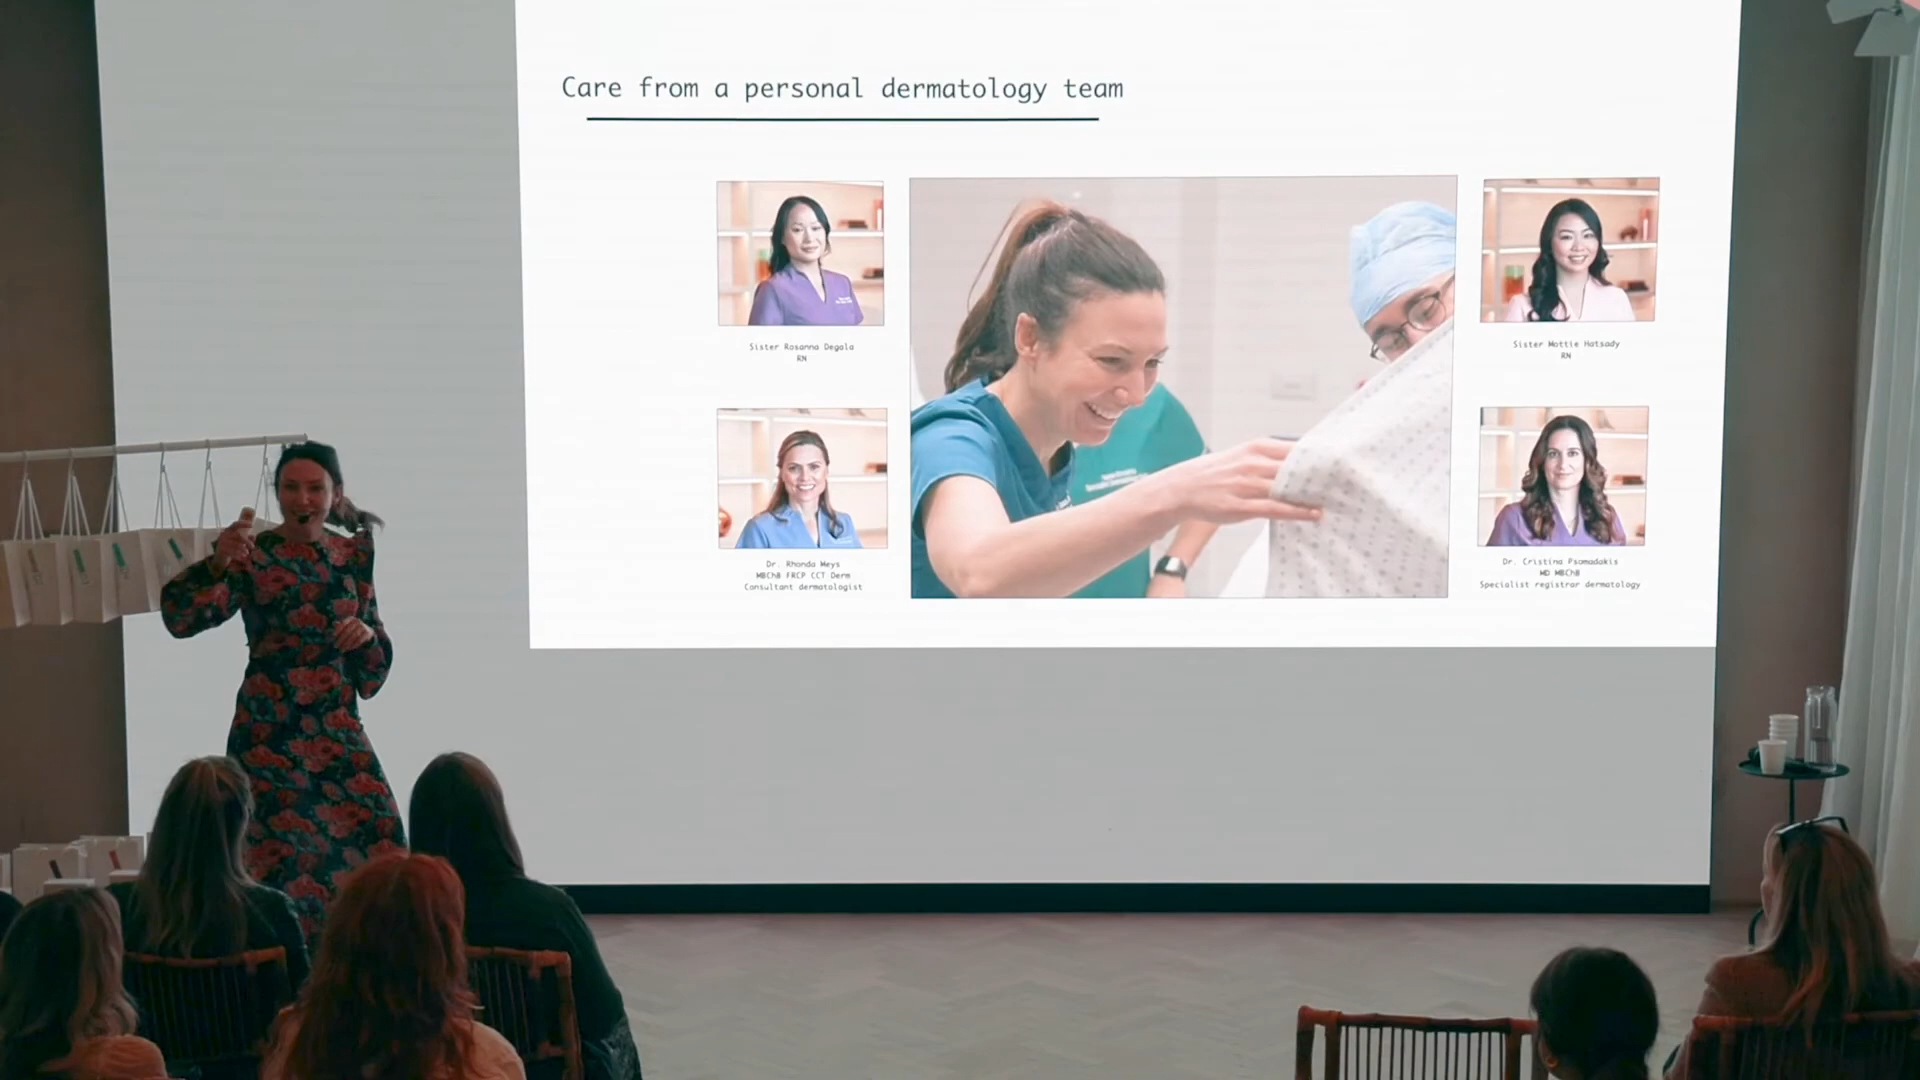 Care from a personal dermatology team
Sister Rosanna Degala
RN
Sister Mottie Hatsady
RN
Dr. Rhonda Meys
MBChB FRCP CCT Derm
Consultant dermatologist
Dr. Cristina Psomadakis
MD MBChB
Specialist registrar dermatology